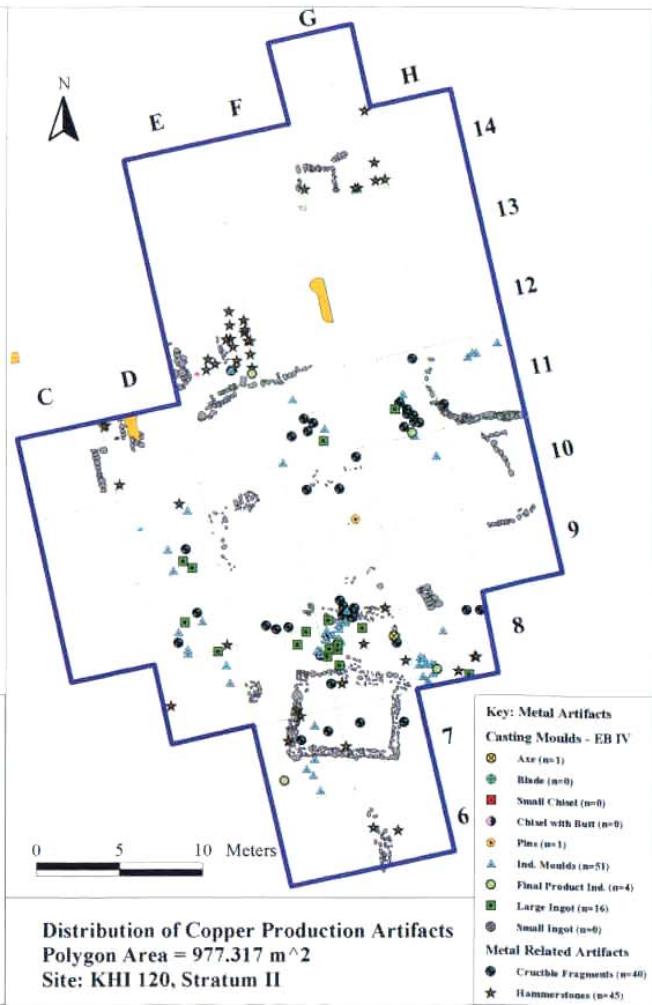 G
H
N
E
F
14
13
12
11
C
D
10
9
8
7
6
0 5 10 Meters
Distribution of Copper Production Artifacts
Polygon Area = 977.317 m^2
Site: KHI 120, Stratum II
Key: Metal Artifacts
Casting Moulds - EB IV
Axe (n=1)
Blade (n=0)
Small Chisel (n=0)
Chisel with Butt (n=0)
Pins (n=1)
Ind. Moulds (n=51)
Final Product Ind. (n=4)
Large Ingot (n=16)
Small Ingot (n=0)
Metal Related Artifacts
Crucible Fragments (n=40)
Hammerstones (n=45)